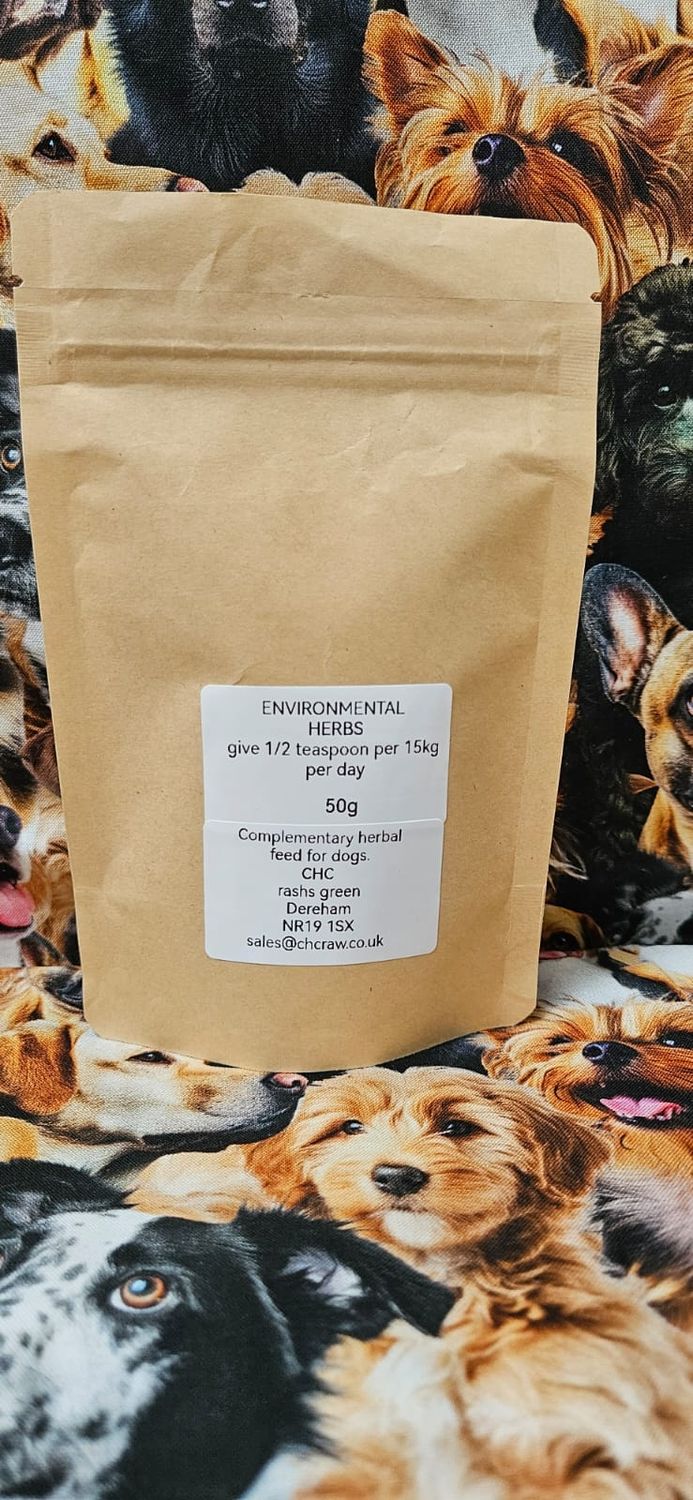 ENVIRONMENTAL
HERBS
give 1/2 teaspoon per 15kg
per day
50g
Complementary herbal
feed for dogs.
CHC
rashs green
Dereham
NR19 1SX
sales@chcraw.co.uk